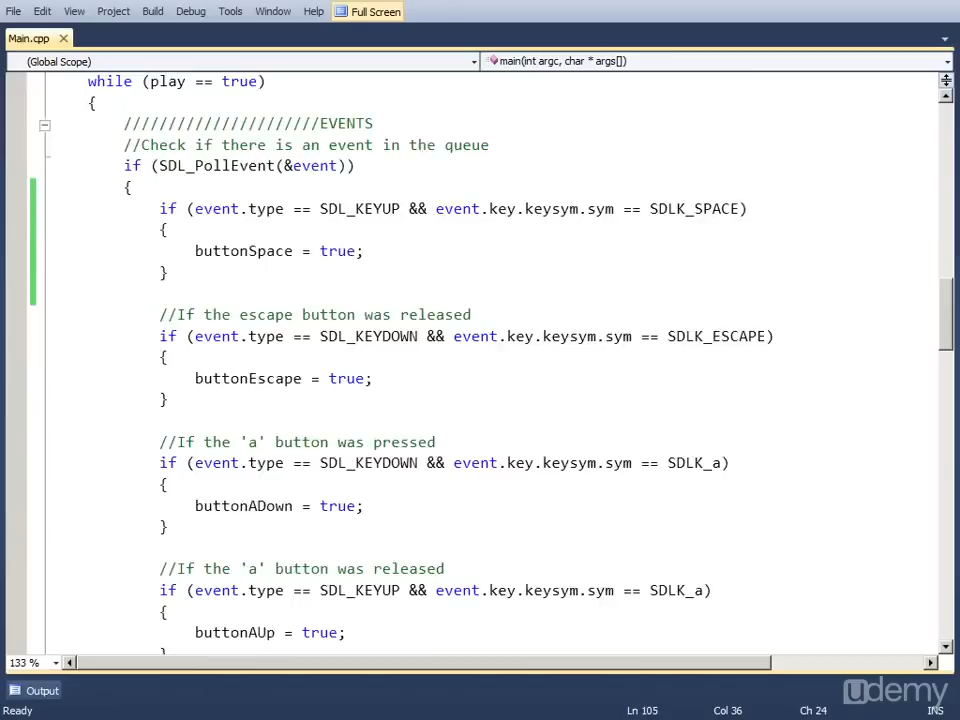 File Edit View Project Build Debug Tools Window Help Full Screen
Main.cpp
(Global Scope) main(int argc, char * args[])
while (play == true)
{
//////////////////////EVENTS
//Check if there is an event in the queue
if (SDL_PollEvent(&event))
{
if (event.type == SDL_KEYUP && event.key.keysym.sym == SDLK_SPACE)
{
buttonSpace = true;
}
//If the escape button was released
if (event.type == SDL_KEYDOWN && event.key.keysym.sym == SDLK_ESCAPE)
{
buttonEscape = true;
}
//If the 'a' button was pressed
if (event.type == SDL_KEYDOWN && event.key.keysym.sym == SDLK_a)
{
buttonADown = true;
}
//If the 'a' button was released
if (event.type == SDL_KEYUP && event.key.keysym.sym == SDLK_a)
{
buttonAUp = true;
}
133 %
Output
udemy
Ready Ln 105 Col 36 Ch 24 INS